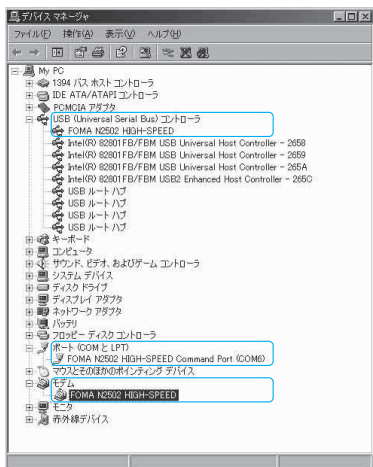 デバイス マネージャ
ファイル(F) 操作(A) 表示(V) ヘルプ(H)
My PC
1394 バス ホスト コントローラ
IDE ATA/ATAPI コントローラ
PCMCIA アダプタ
USB (Universal Serial Bus) コントローラ
FOMA N2502 HIGH-SPEED
Intel(R) 82801FB/FBM USB Universal Host Controller - 2658
Intel(R) 82801FB/FBM USB Universal Host Controller - 2659
Intel(R) 82801FB/FBM USB Universal Host Controller - 265A
Intel(R) 82801FB/FBM USB2 Enhanced Host Controller - 265C
USB ルート ハブ
USB ルート ハブ
USB ルート ハブ
USB ルート ハブ
キーボード
コンピュータ
サウンド、ビデオ、およびゲーム コントローラ
システム デバイス
ディスク ドライブ
ディスプレイ アダプタ
ネットワーク アダプタ
バッテリ
フロッピー ディスク コントローラ
ポート (COM と LPT)
FOMA N2502 HIGH-SPEED Command Port (COM6)
マウスとそのほかのポインティング デバイス
モデム
FOMA N2502 HIGH-SPEED
モニタ
赤外線デバイス